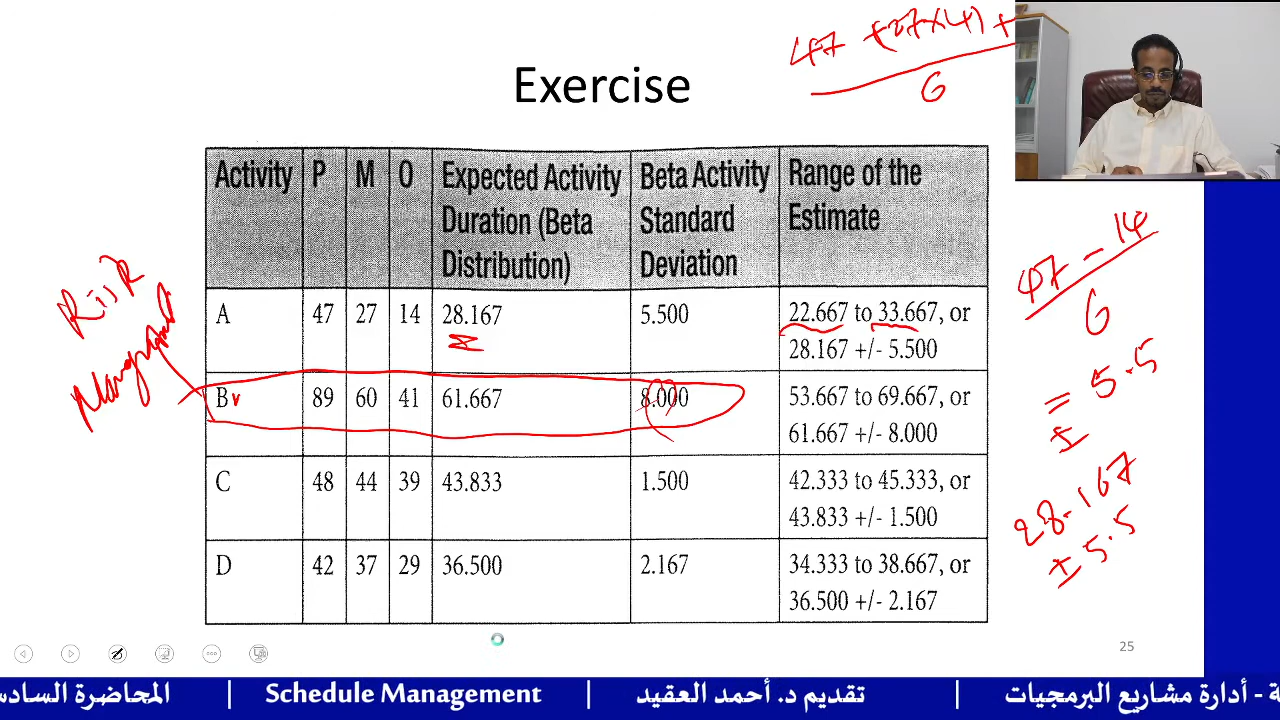 47 + (27x4) +
6
Exercise
Activity P M O Expected Activity Duration (Beta Distribution) Beta Activity Standard Deviation Range of the Estimate
A 47 27 14 28.167 5.500 22.667 to 33.667, or 28.167 +/- 5.500
B 89 60 41 61.667 8.000 53.667 to 69.667, or 61.667 +/- 8.000
C 48 44 39 43.833 1.500 42.333 to 45.333, or 43.833 +/- 1.500
D 42 37 29 36.500 2.167 34.333 to 38.667, or 36.500 +/- 2.167
Risk
47 - 14
6
= 5.5
±
28.167
± 5.5
25
المحاضرة السادس | Schedule Management | تقديم د. أحمد العقيد | ة - أدارة مشاريع البرمجيات